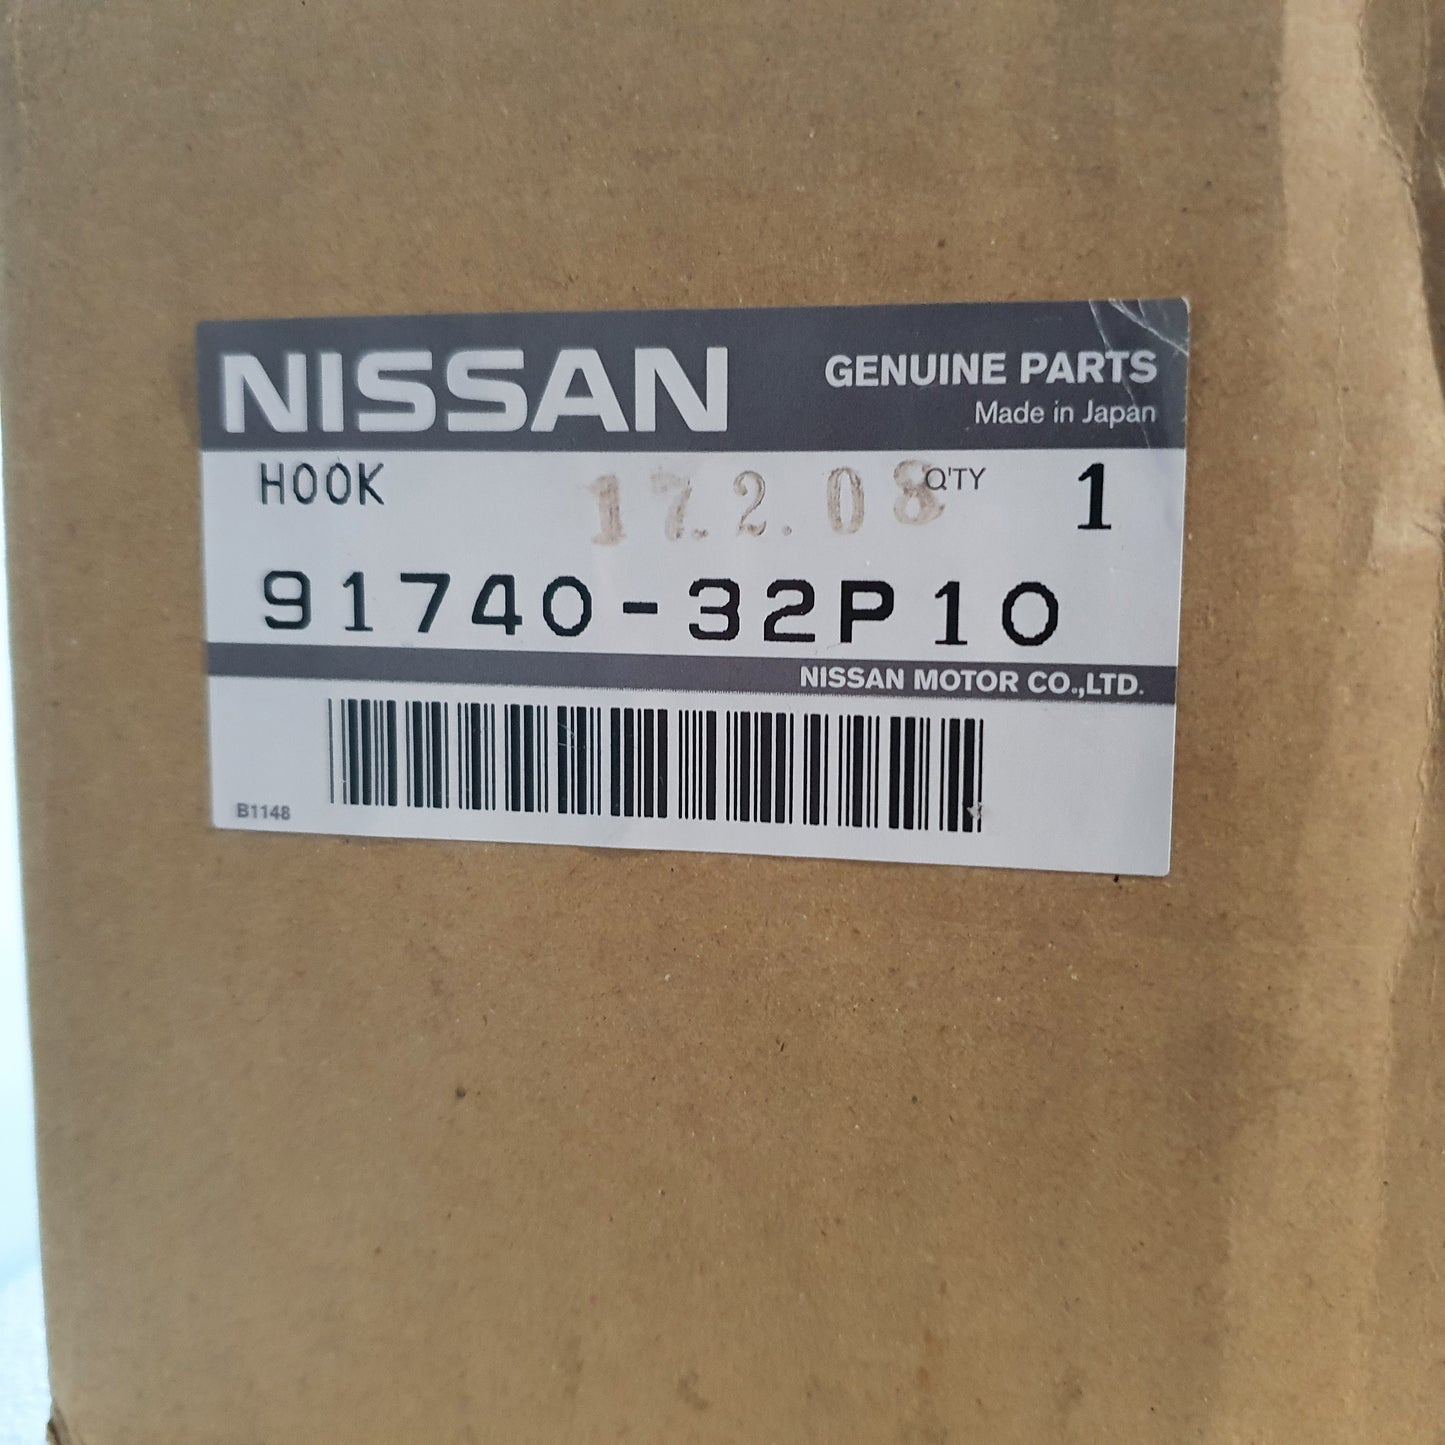 NISSAN
GENUINE PARTS
Made in Japan
HOOK
17.2.08
Q'TY 1
91740-32P10
NISSAN MOTOR CO.,LTD.
B1148